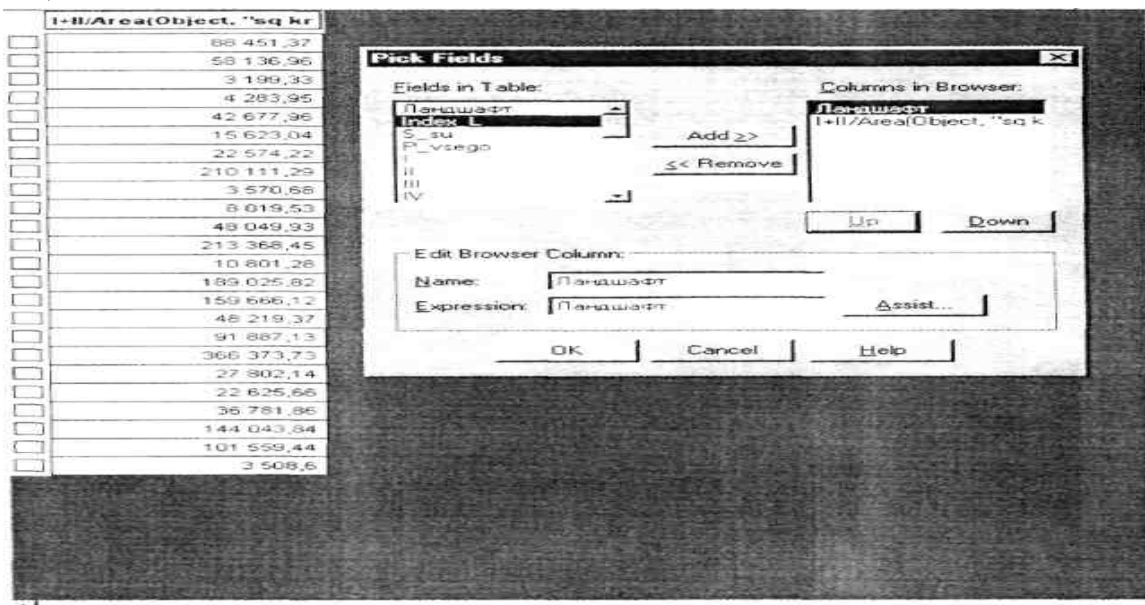 I+II/Area(Object, "sq kr
88 451,37
58 136,96
3 199,33
4 283,95
42 677,96
15 623,04
22 574,22
210 111,29
3 570,68
8 019,53
48 049,93
213 368,45
10 801,28
189 025,82
159 666,12
48 219,37
91 887,13
366 373,73
27 802,14
22 625,66
36 781,86
144 043,84
101 559,44
3 508,6
Pick Fields
Fields in Table:
Ландшафт
Index_L
S_su
P_vsego
I
II
III
IV
Add >>
<< Remove
Columns in Browser:
Ландшафт
I+II/Area(Object, "sq k
Up
Down
Edit Browser Column:
Name: Ландшафт
Expression: Ландшафт
Assist...
OK Cancel Help